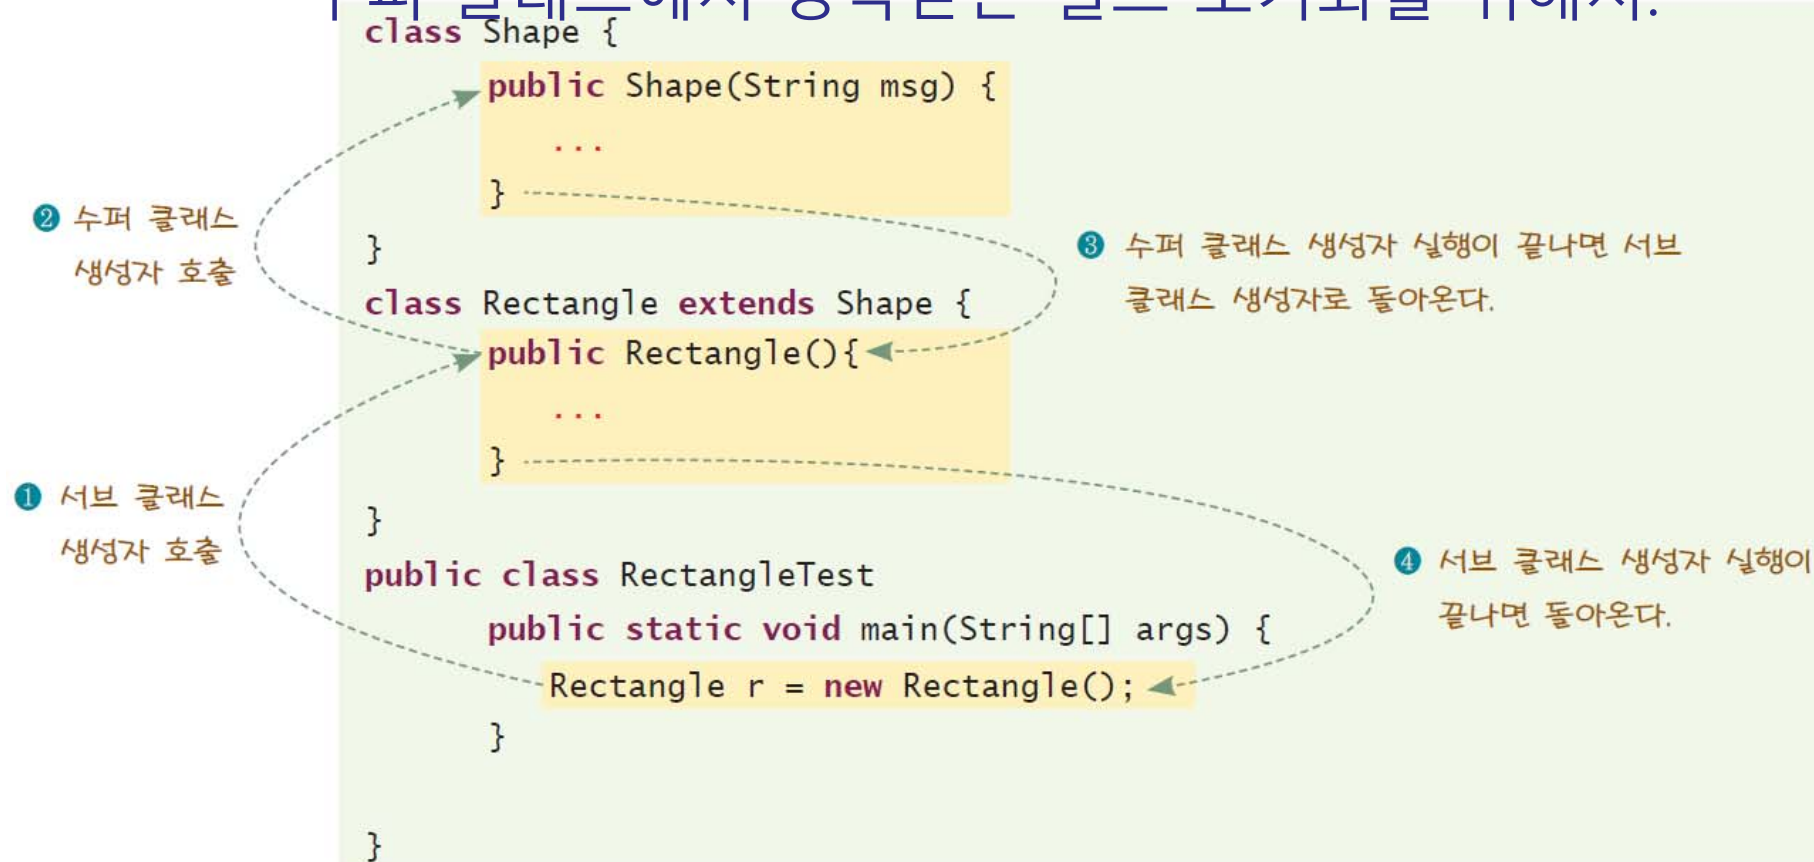 class Shape {
public Shape(String msg) {
...
}
❷ 수퍼 클래스
생성자 호출
}
❸ 수퍼 클래스 생성자 실행이 끝나면 서브
클래스 생성자로 돌아온다.
class Rectangle extends Shape {
public Rectangle(){
...
}
❶ 서브 클래스
생성자 호출
}
❹ 서브 클래스 생성자 실행이
끝나면 돌아온다.
public class RectangleTest
public static void main(String[] args) {
Rectangle r = new Rectangle();
}
}